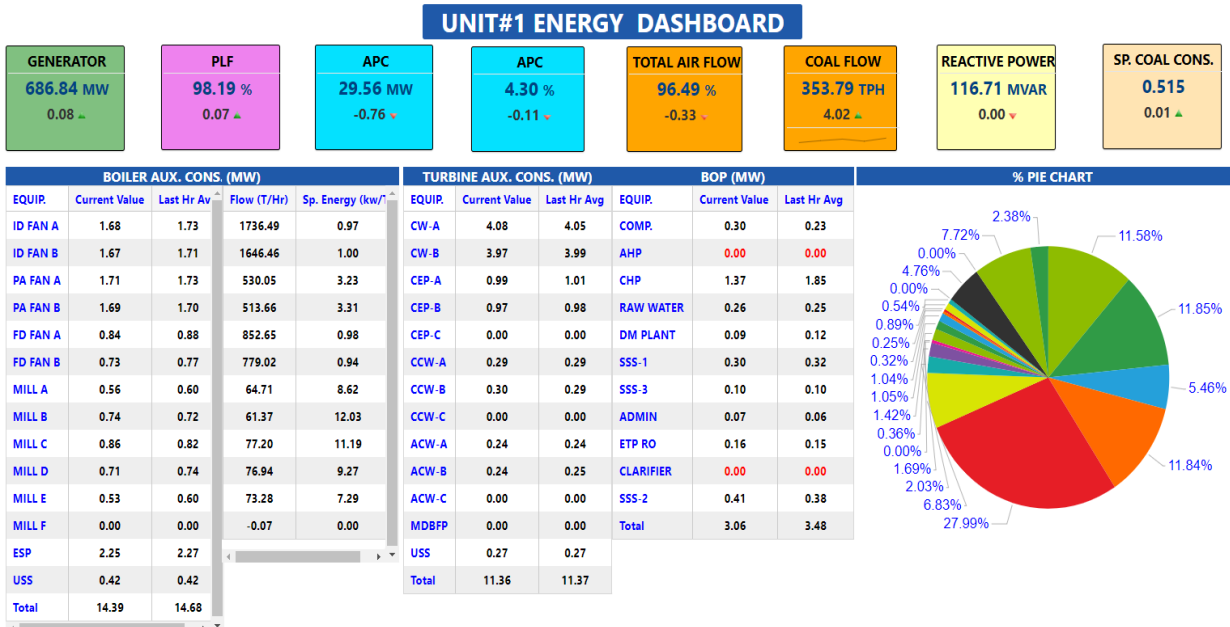 UNIT#1 ENERGY DASHBOARD
GENERATOR
686.84 MW
0.08
PLF
98.19 %
0.07
APC
29.56 MW
-0.76
APC
4.30 %
-0.11
TOTAL AIR FLOW
96.49 %
-0.33
COAL FLOW
353.79 TPH
4.02
REACTIVE POWER
116.71 MVAR
0.00
SP. COAL CONS.
0.515
0.01
BOILER AUX. CONS. (MW)
EQUIP. Current Value Last Hr Av Flow (T/Hr) Sp. Energy (kw/T
ID FAN A 1.68 1.73 1736.49 0.97
ID FAN B 1.67 1.71 1646.46 1.00
PA FAN A 1.71 1.73 530.05 3.23
PA FAN B 1.69 1.70 513.66 3.31
FD FAN A 0.84 0.88 852.65 0.98
FD FAN B 0.73 0.77 779.02 0.94
MILL A 0.56 0.60 64.71 8.62
MILL B 0.74 0.72 61.37 12.03
MILL C 0.86 0.82 77.20 11.19
MILL D 0.71 0.74 76.94 9.27
MILL E 0.53 0.60 73.28 7.29
MILL F 0.00 0.00 -0.07 0.00
ESP 2.25 2.27
USS 0.42 0.42
Total 14.39 14.68
TURBINE AUX. CONS. (MW)
EQUIP. Current Value Last Hr Avg
CW-A 4.08 4.05
CW-B 3.97 3.99
CEP-A 0.99 1.01
CEP-B 0.97 0.98
CEP-C 0.00 0.00
CCW-A 0.29 0.29
CCW-B 0.30 0.29
CCW-C 0.00 0.00
ACW-A 0.24 0.24
ACW-B 0.24 0.25
ACW-C 0.00 0.00
MDBFP 0.00 0.00
USS 0.27 0.27
Total 11.36 11.37
BOP (MW)
EQUIP. Current Value Last Hr Avg
COMP. 0.30 0.23
AHP 0.00 0.00
CHP 1.37 1.85
RAW WATER 0.26 0.25
DM PLANT 0.09 0.12
SSS-1 0.30 0.32
SSS-3 0.10 0.10
ADMIN 0.07 0.06
ETP RO 0.16 0.15
CLARIFIER 0.00 0.00
SSS-2 0.41 0.38
Total 3.06 3.48
% PIE CHART
2.38%
11.58%
7.72%
0.00%
4.76%
0.00%
0.54%
11.85%
0.89%
0.25%
0.32%
1.04%
5.46%
1.05%
1.42%
0.36%
0.00%
1.69%
11.84%
2.03%
6.83%
27.99%